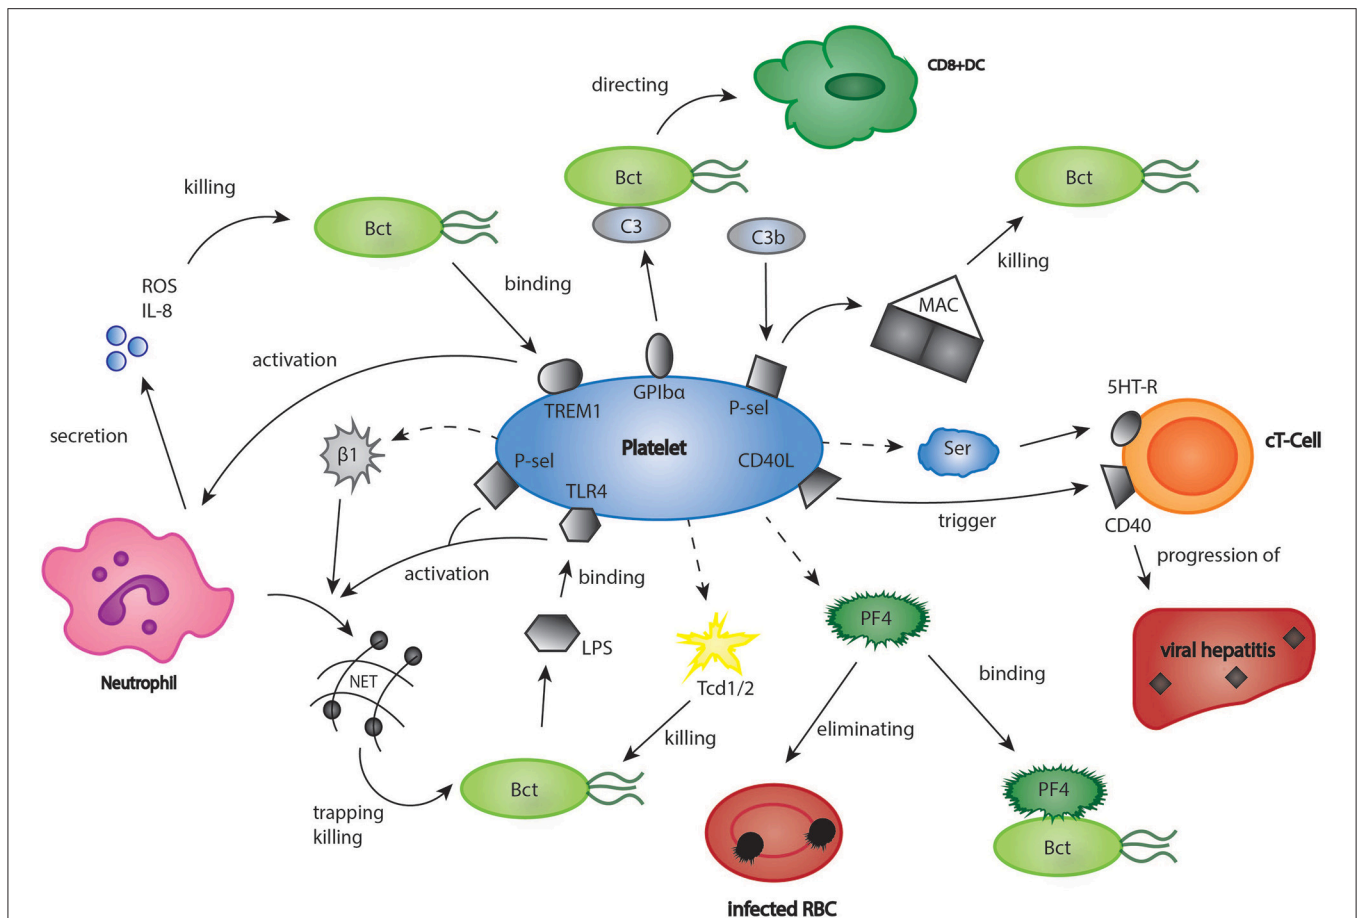 CD8+DC
directing
Bct
C3
C3b
Bct
killing
MAC
killing
Bct
ROS
IL-8
binding
activation
secretion
TREM1
GPIbα
P-sel
Platelet
CD40L
P-sel
TLR4
β1
Ser
5HT-R
cT-Cell
CD40
trigger
progression of
viral hepatitis
activation
binding
LPS
Neutrophil
NET
trapping
killing
Bct
Tcd1/2
killing
PF4
eliminating
binding
infected RBC
PF4
Bct